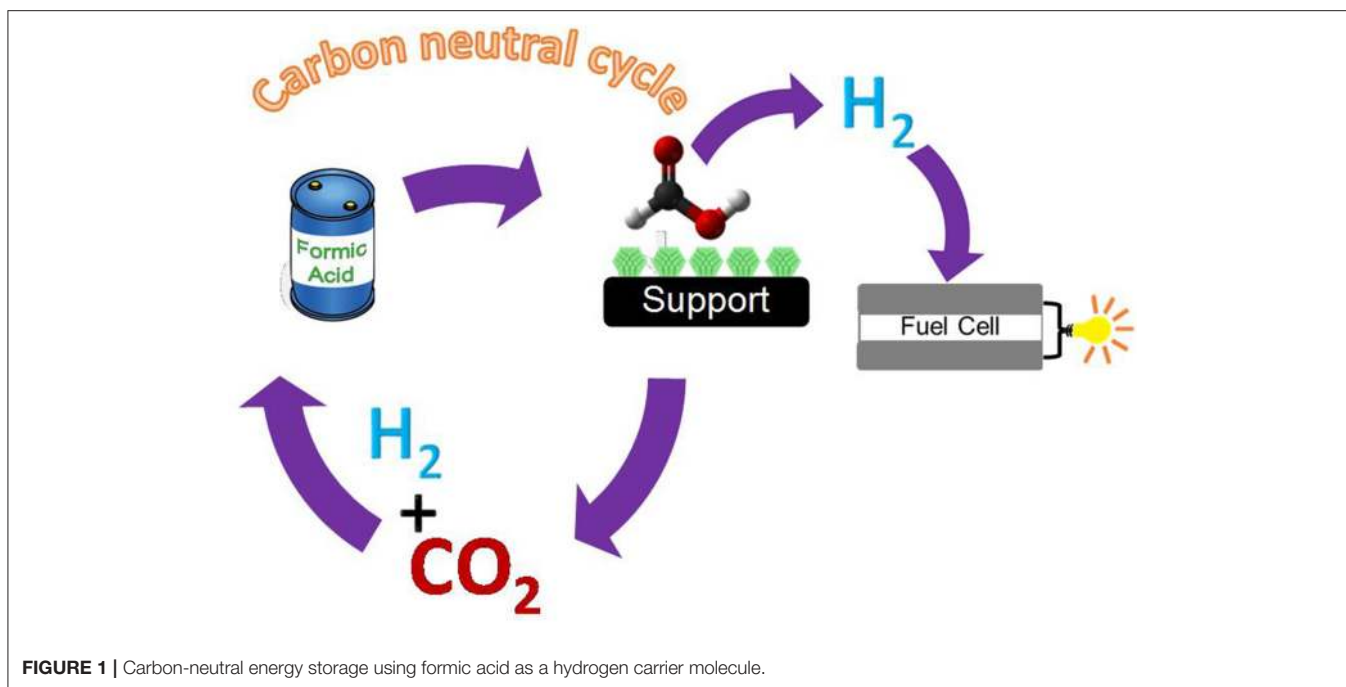 Carbon neutral cycle
H₂
Formic
Acid
Support
Fuel Cell
H₂
+
CO₂
FIGURE 1 | Carbon-neutral energy storage using formic acid as a hydrogen carrier molecule.